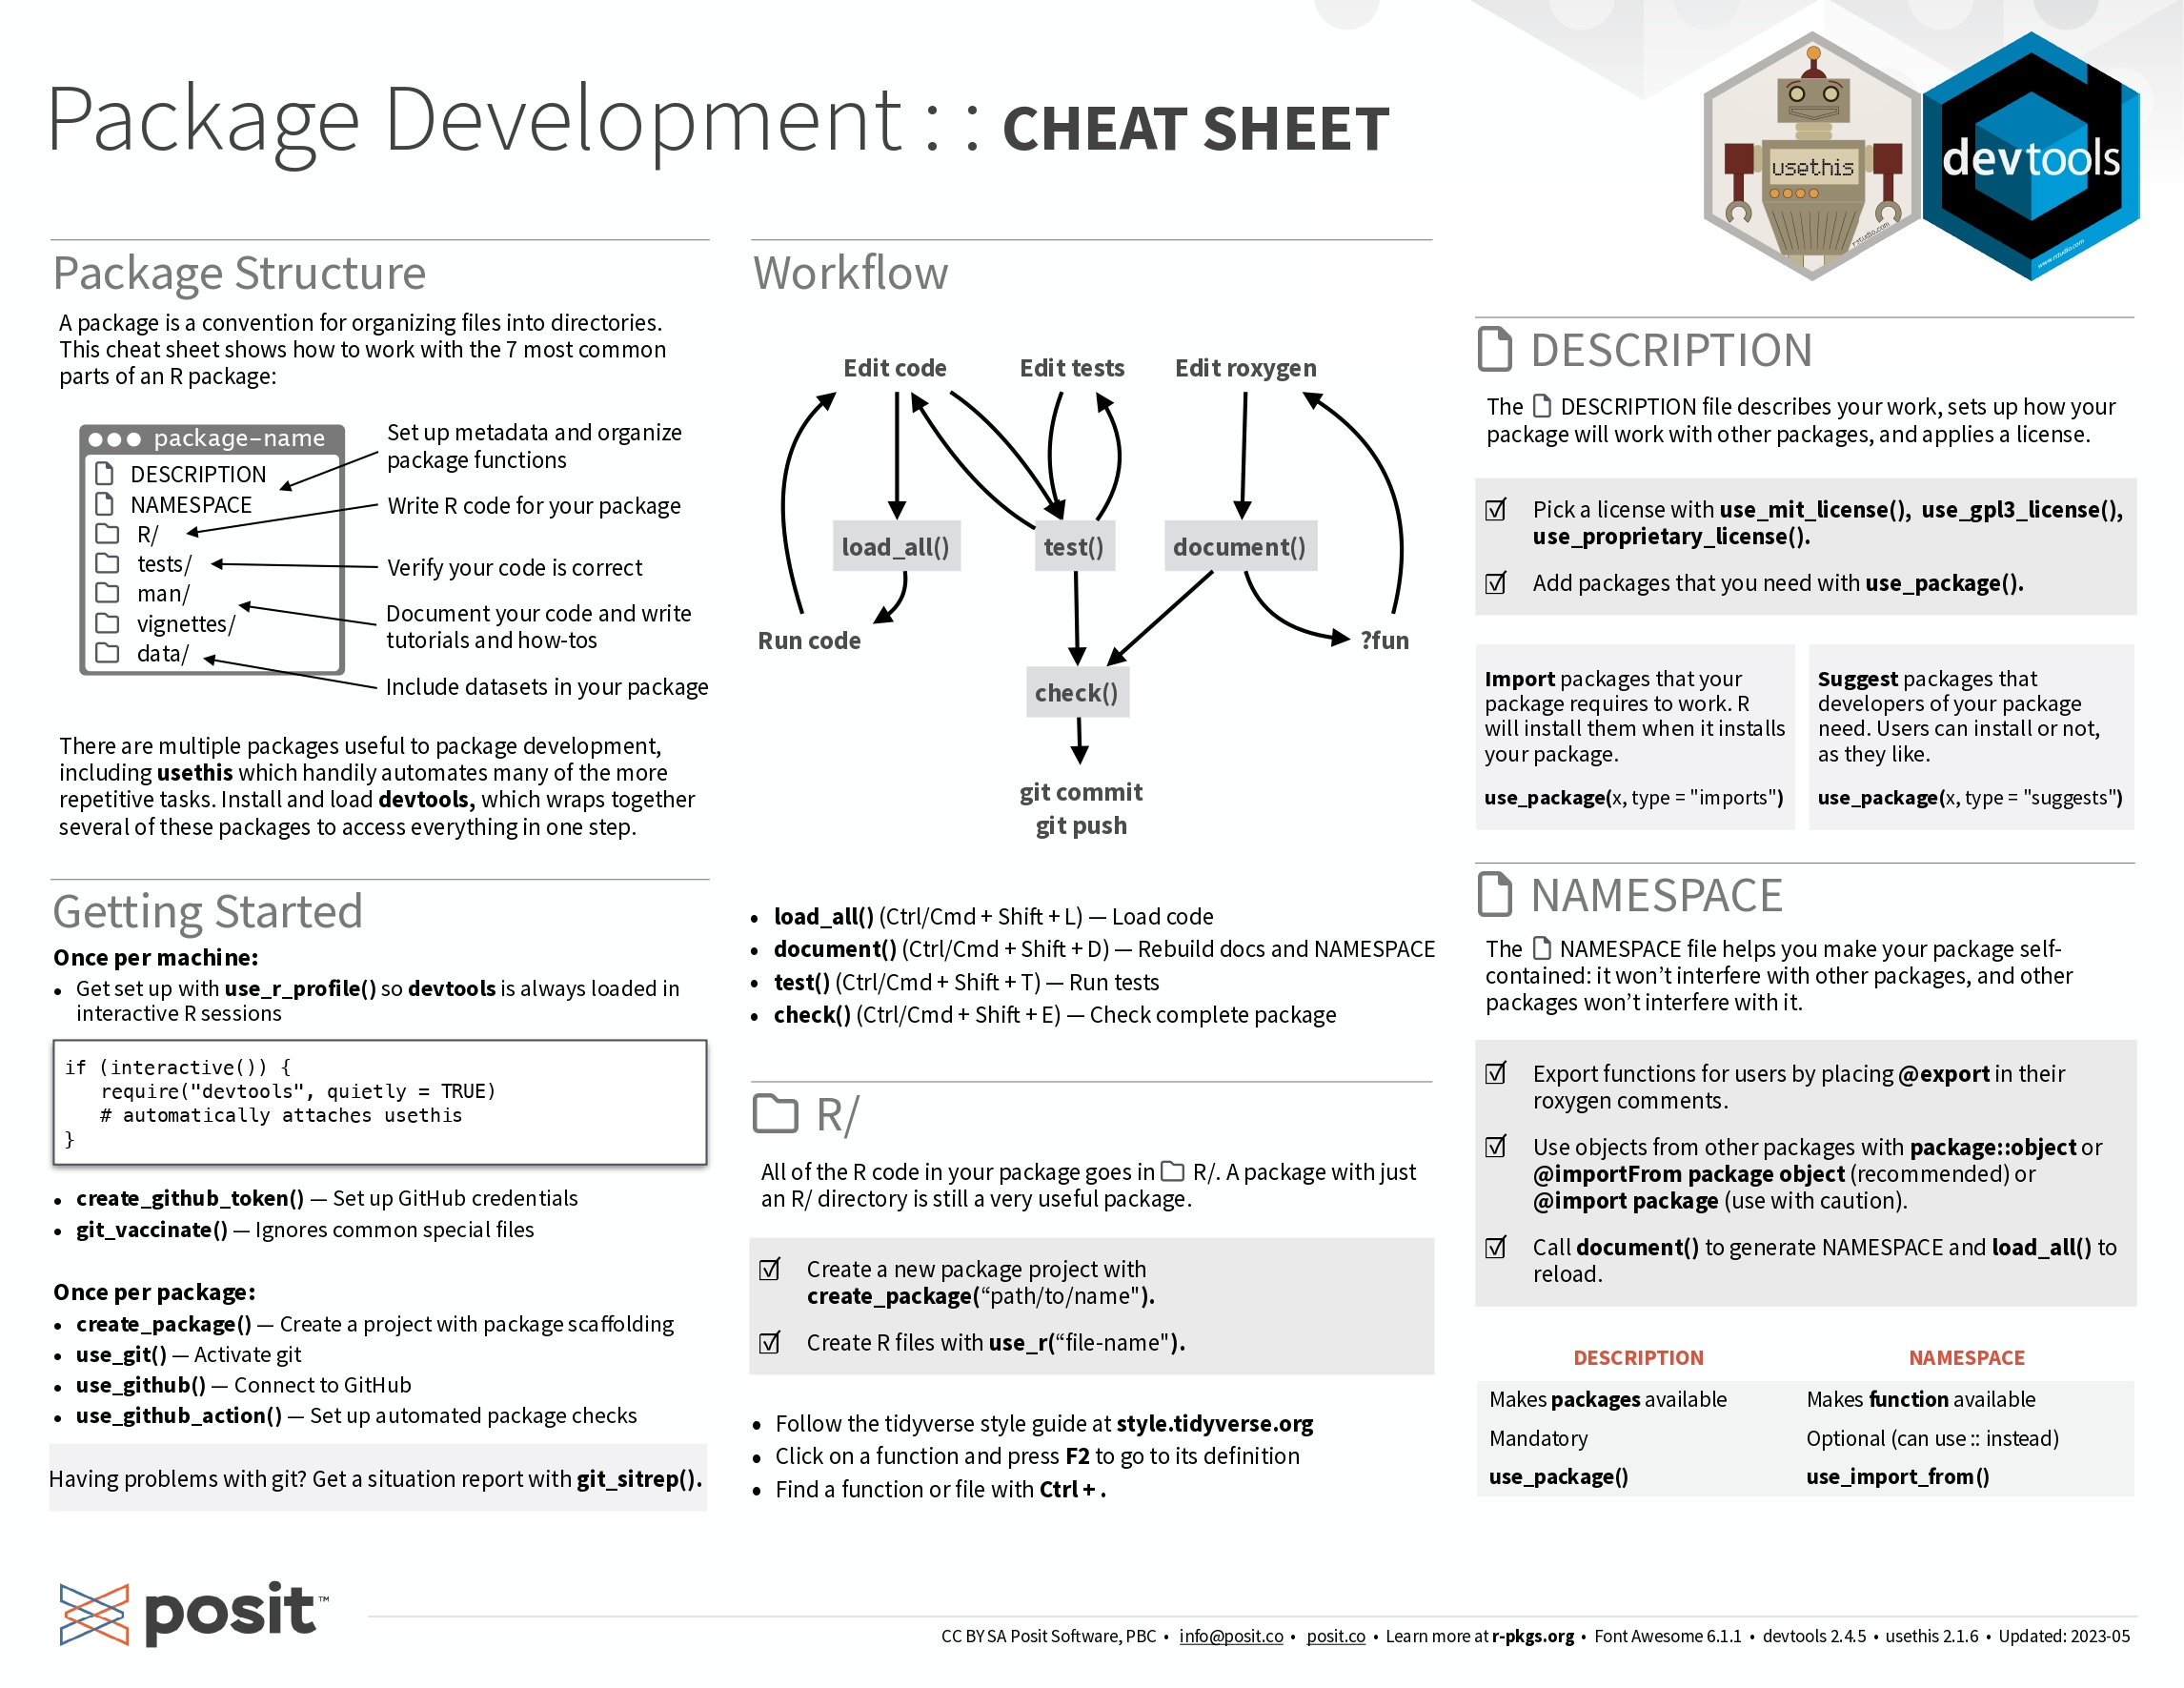 Package Development : : CHEAT SHEET
usethis
rstudio.com
devtools
www.rstudio.com
Package Structure
A package is a convention for organizing files into directories.
This cheat sheet shows how to work with the 7 most common
parts of an R package:
package-name
DESCRIPTION
NAMESPACE
R/
tests/
man/
vignettes/
data/
Set up metadata and organize
package functions
Write R code for your package
Verify your code is correct
Document your code and write
tutorials and how-tos
Include datasets in your package
There are multiple packages useful to package development,
including usethis which handily automates many of the more
repetitive tasks. Install and load devtools, which wraps together
several of these packages to access everything in one step.
Getting Started
Once per machine:
• Get set up with use_r_profile() so devtools is always loaded in
interactive R sessions
if (interactive()) {
require("devtools", quietly = TRUE)
# automatically attaches usethis
}
• create_github_token() — Set up GitHub credentials
• git_vaccinate() — Ignores common special files
Once per package:
• create_package() — Create a project with package scaffolding
• use_git() — Activate git
• use_github() — Connect to GitHub
• use_github_action() — Set up automated package checks
Having problems with git? Get a situation report with git_sitrep().
Workflow
Edit code
Edit tests
Edit roxygen
load_all()
test()
document()
Run code
?fun
check()
git commit
git push
• load_all() (Ctrl/Cmd + Shift + L) — Load code
• document() (Ctrl/Cmd + Shift + D) — Rebuild docs and NAMESPACE
• test() (Ctrl/Cmd + Shift + T) — Run tests
• check() (Ctrl/Cmd + Shift + E) — Check complete package
R/
All of the R code in your package goes in R/. A package with just
an R/ directory is still a very useful package.
Create a new package project with
create_package(“path/to/name").
Create R files with use_r(“file-name").
• Follow the tidyverse style guide at style.tidyverse.org
• Click on a function and press F2 to go to its definition
• Find a function or file with Ctrl + .
DESCRIPTION
The DESCRIPTION file describes your work, sets up how your
package will work with other packages, and applies a license.
Pick a license with use_mit_license(), use_gpl3_license(),
use_proprietary_license().
Add packages that you need with use_package().
Import packages that your
package requires to work. R
will install them when it installs
your package.
use_package(x, type = "imports")
Suggest packages that
developers of your package
need. Users can install or not,
as they like.
use_package(x, type = "suggests")
NAMESPACE
The NAMESPACE file helps you make your package self-
contained: it won’t interfere with other packages, and other
packages won’t interfere with it.
Export functions for users by placing @export in their
roxygen comments.
Use objects from other packages with package::object or
@importFrom package object (recommended) or
@import package (use with caution).
Call document() to generate NAMESPACE and load_all() to
reload.
DESCRIPTION NAMESPACE
Makes packages available Makes function available
Mandatory Optional (can use :: instead)
use_package() use_import_from()
posit™
CC BY SA Posit Software, PBC • info@posit.co • posit.co • Learn more at r-pkgs.org • Font Awesome 6.1.1 • devtools 2.4.5 • usethis 2.1.6 • Updated: 2023-05